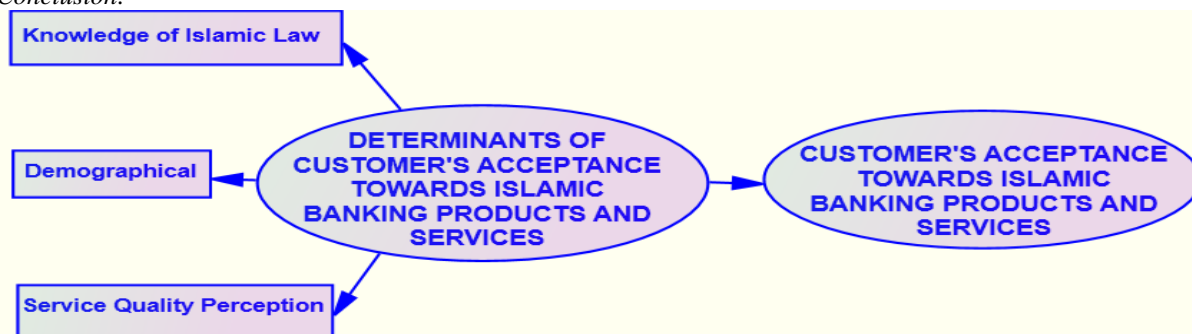 Conclusion:
Knowledge of Islamic Law
Demographical
Service Quality Perception
DETERMINANTS OF
CUSTOMER'S ACCEPTANCE
TOWARDS ISLAMIC
BANKING PRODUCTS AND
SERVICES
CUSTOMER'S ACCEPTANCE
TOWARDS ISLAMIC
BANKING PRODUCTS AND
SERVICES